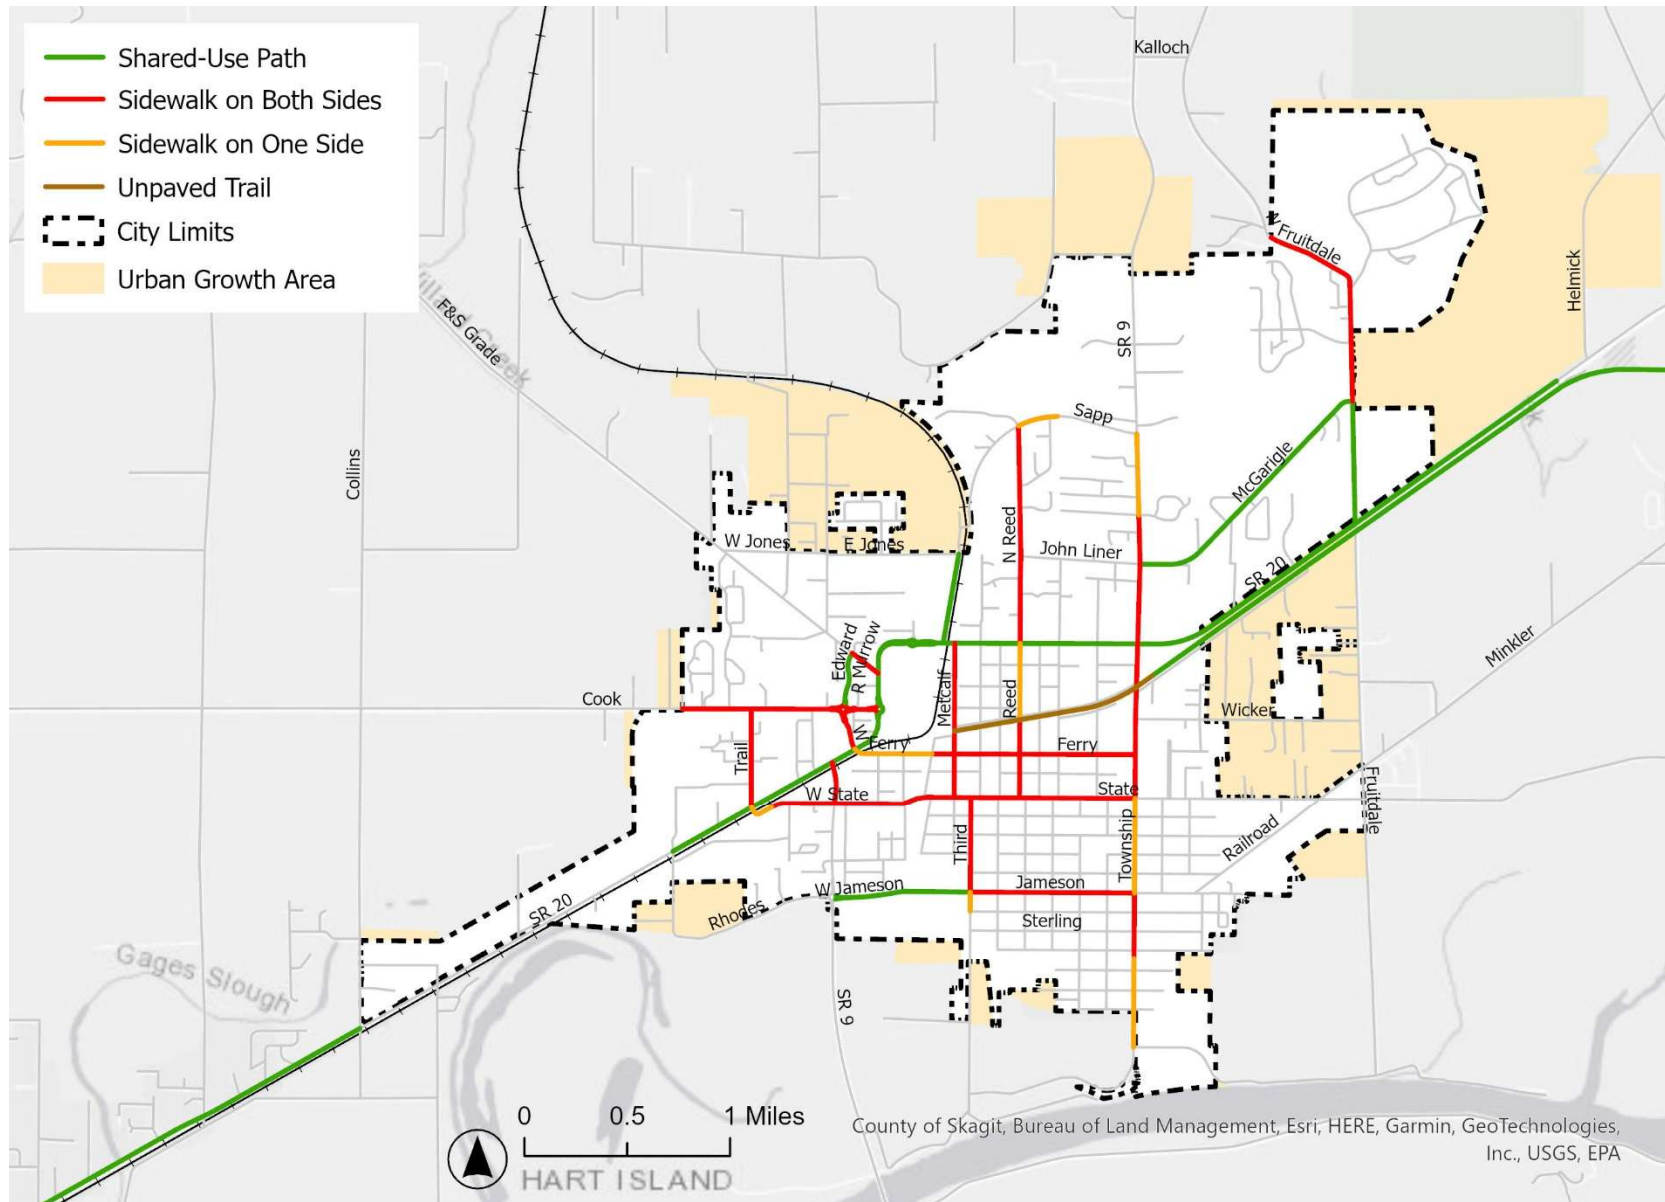 Shared-Use Path
Sidewalk on Both Sides
Sidewalk on One Side
Unpaved Trail
City Limits
Urban Growth Area
Kalloch
N Fruitdale
Helmick
F&S Grade
SR 9
Sapp
Collins
McGarigle
N Reed
W Jones
E Jones
John Liner
SR 20
Edward
R Murrow
Minkler
Cook
Metcalf
Reed
Wicker
N
Ferry
Ferry
Trail
W State
State
Fruitdale
Township
Third
Railroad
W Jameson
Jameson
Rhodes
SR 20
Sterling
Gages Slough
SR 9
0 0.5 1 Miles
HART ISLAND
County of Skagit, Bureau of Land Management, Esri, HERE, Garmin, GeoTechnologies,
Inc., USGS, EPA